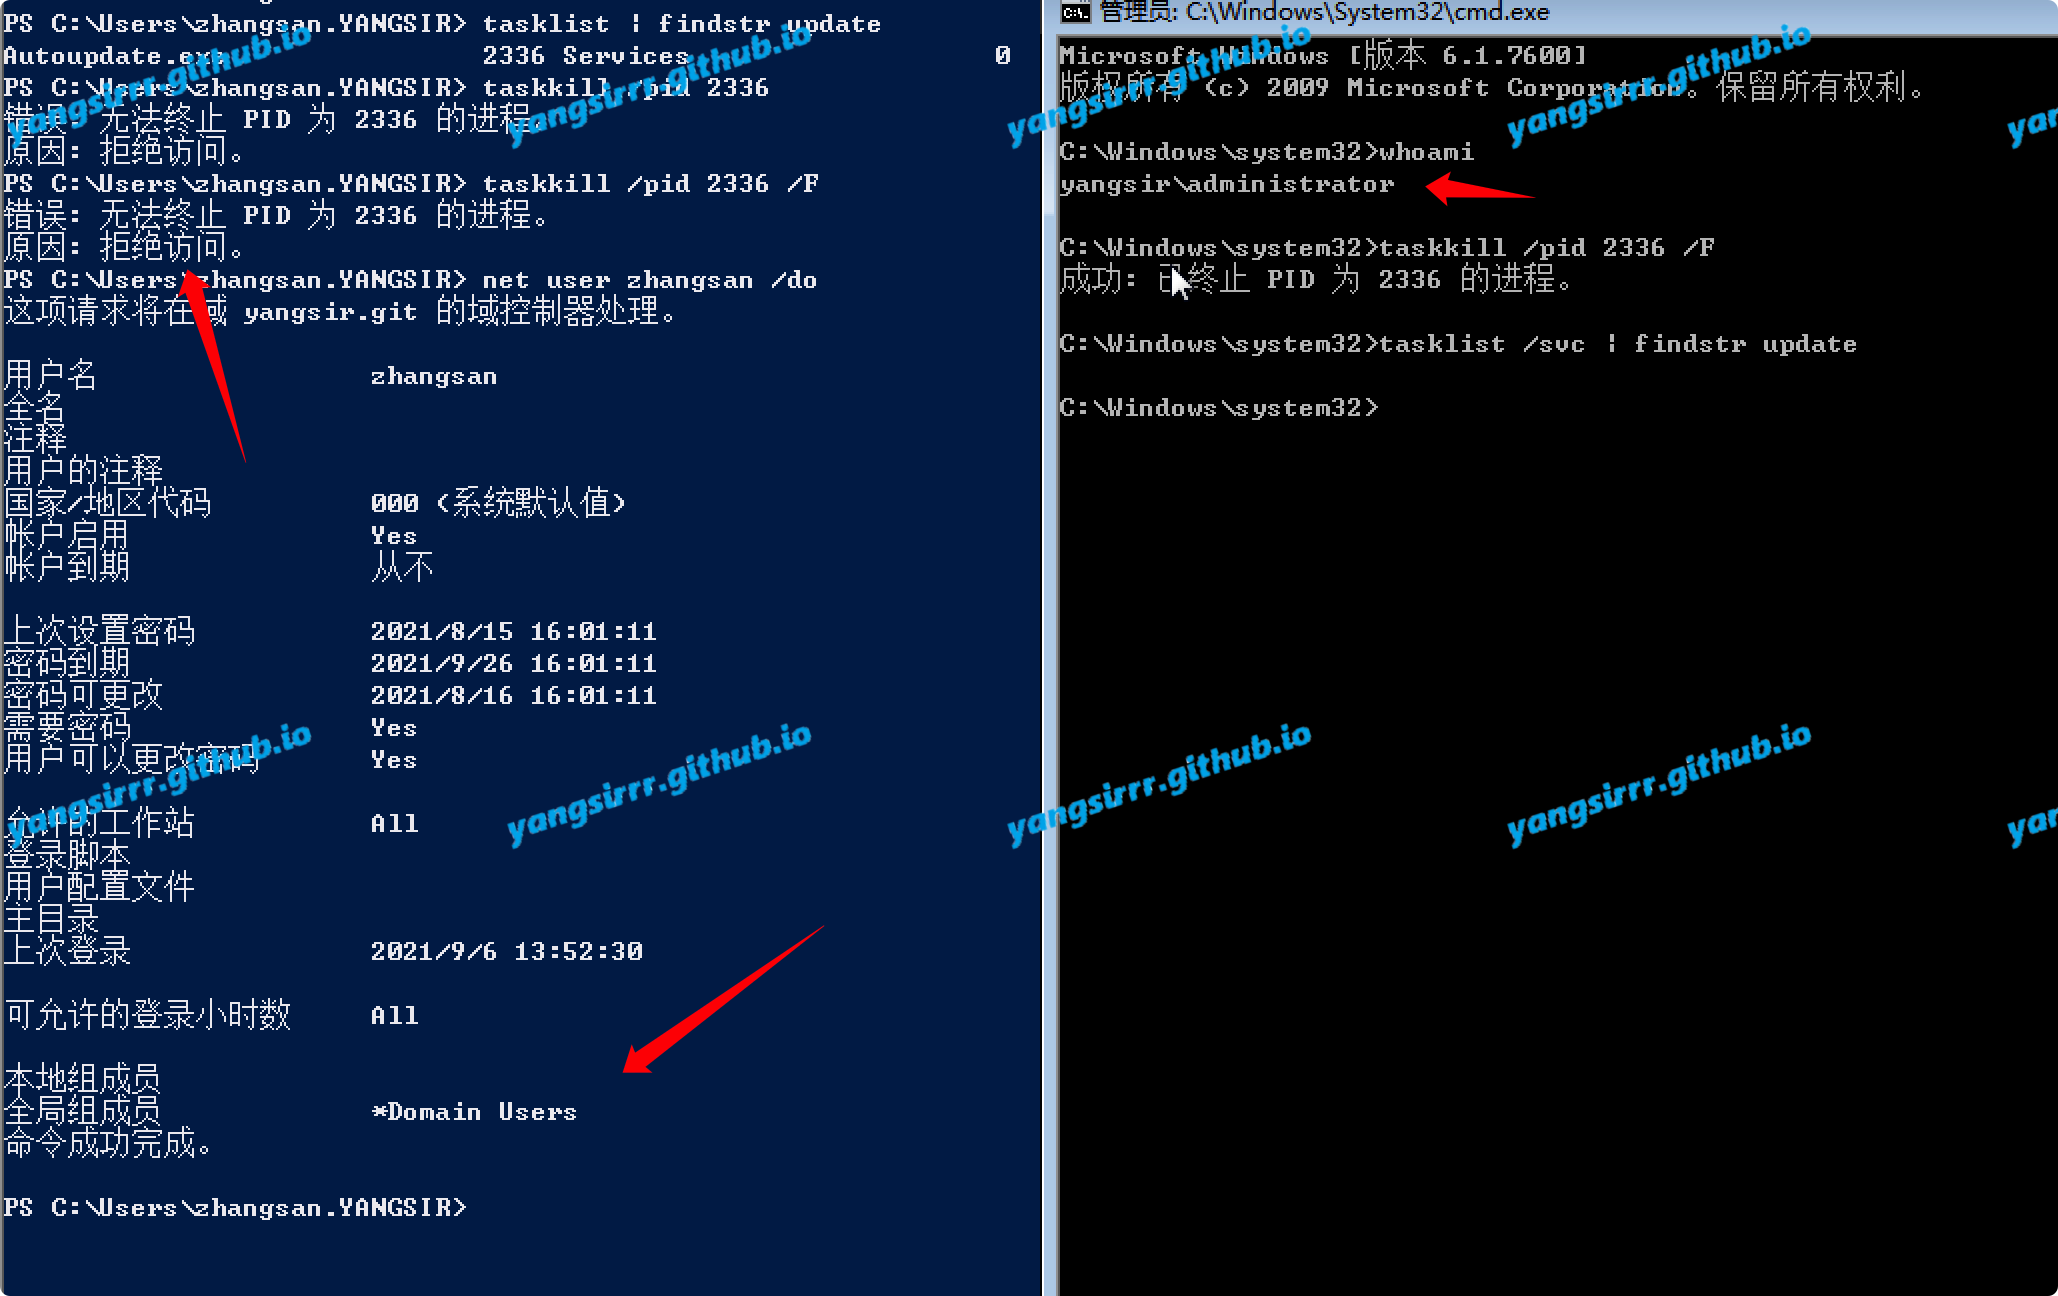 PS C:\Users\zhangsan.YANGSIR> tasklist | findstr update
Autoupdate.exe 2336 Services 0
PS C:\Users\zhangsan.YANGSIR> taskkill /pid 2336
错误: 无法终止 PID 为 2336 的进程。
原因: 拒绝访问。
PS C:\Users\zhangsan.YANGSIR> taskkill /pid 2336 /F
错误: 无法终止 PID 为 2336 的进程。
原因: 拒绝访问。
PS C:\Users\zhangsan.YANGSIR> net user zhangsan /do
这项请求将在域 yangsir.git 的域控制器处理。
用户名 zhangsan
全名
注释
用户的注释
国家/地区代码 000 (系统默认值)
帐户启用 Yes
帐户到期 从不
上次设置密码 2021/8/15 16:01:11
密码到期 2021/9/26 16:01:11
密码可更改 2021/8/16 16:01:11
需要密码 Yes
用户可以更改密码 Yes
允许的工作站 All
登录脚本
用户配置文件
主目录
上次登录 2021/9/6 13:52:30
可允许的登录小时数 All
本地组成员
全局组成员 *Domain Users
命令成功完成。
PS C:\Users\zhangsan.YANGSIR>
管理员: C:\Windows\System32\cmd.exe
Microsoft Windows [版本 6.1.7600]
版权所有 (c) 2009 Microsoft Corporation。保留所有权利。
C:\Windows\system32>whoami
yangsir\administrator
C:\Windows\system32>taskkill /pid 2336 /F
成功: 已终止 PID 为 2336 的进程。
C:\Windows\system32>tasklist /svc | findstr update
C:\Windows\system32>
yangsirrr.github.io
yangsirrr.github.io
yangsirrr.github.io
yangsirrr.github.io
yan
yangsirrr.github.io
yangsirrr.github.io
yangsirrr.github.io
yangsirrr.github.io
yan